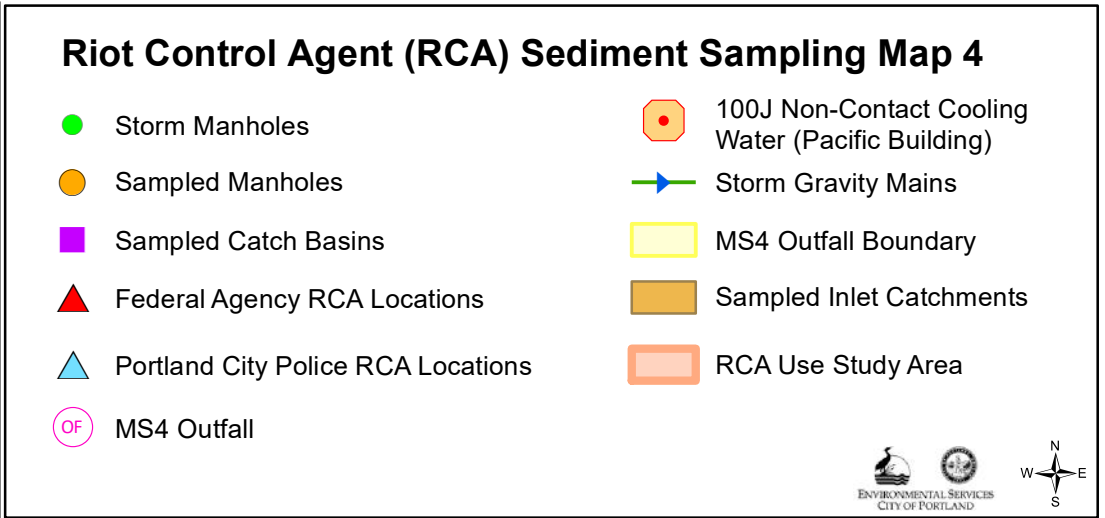 Riot Control Agent (RCA) Sediment Sampling Map 4
Storm Manholes
Sampled Manholes
Sampled Catch Basins
Federal Agency RCA Locations
Portland City Police RCA Locations
OF
MS4 Outfall
100J Non-Contact Cooling
Water (Pacific Building)
Storm Gravity Mains
MS4 Outfall Boundary
Sampled Inlet Catchments
RCA Use Study Area
ENVIRONMENTAL SERVICES
CITY OF PORTLAND
N
W E
S